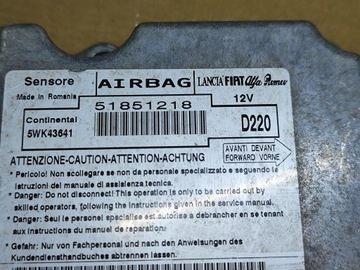 Sensore AIRBAG LANCIA FIAT Alfa Romeo
Made in Romania 51851218 12V
Continental
5WK43641 D220
AVANTI DEVANT
FORWARD VORNE
ATTENZIONE-CAUTION-ATTENTION-ACHTUNG
* Pericolo! Non scollegare se non da personale specializzato e seguendo le
istruzioni del manuale di assistenza tecnica.
* Danger: Do not disconnect! This operation is only to be carried out by
skilled operators, following the instructions given in the service manual.
* Danger: Seul le personel specialise est autorise a debrancher en se tenant
aux instructions du manuel de reparation.
* Gefahr: Nur von Fachpersonal und nach den Anweisungen des
Kundendiensthandbuches abtrennen lassen.